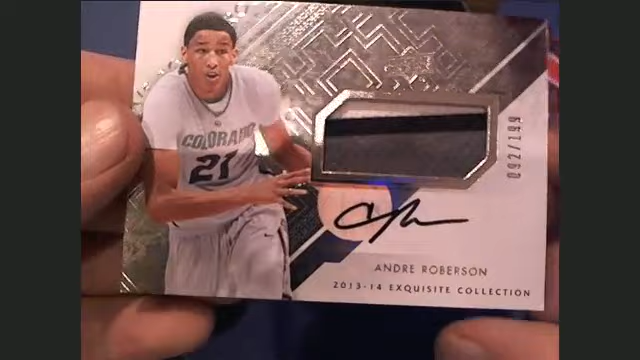 COLORADO
21
092/199
ANDRE ROBERSON
2013-14 EXQUISITE COLLECTION